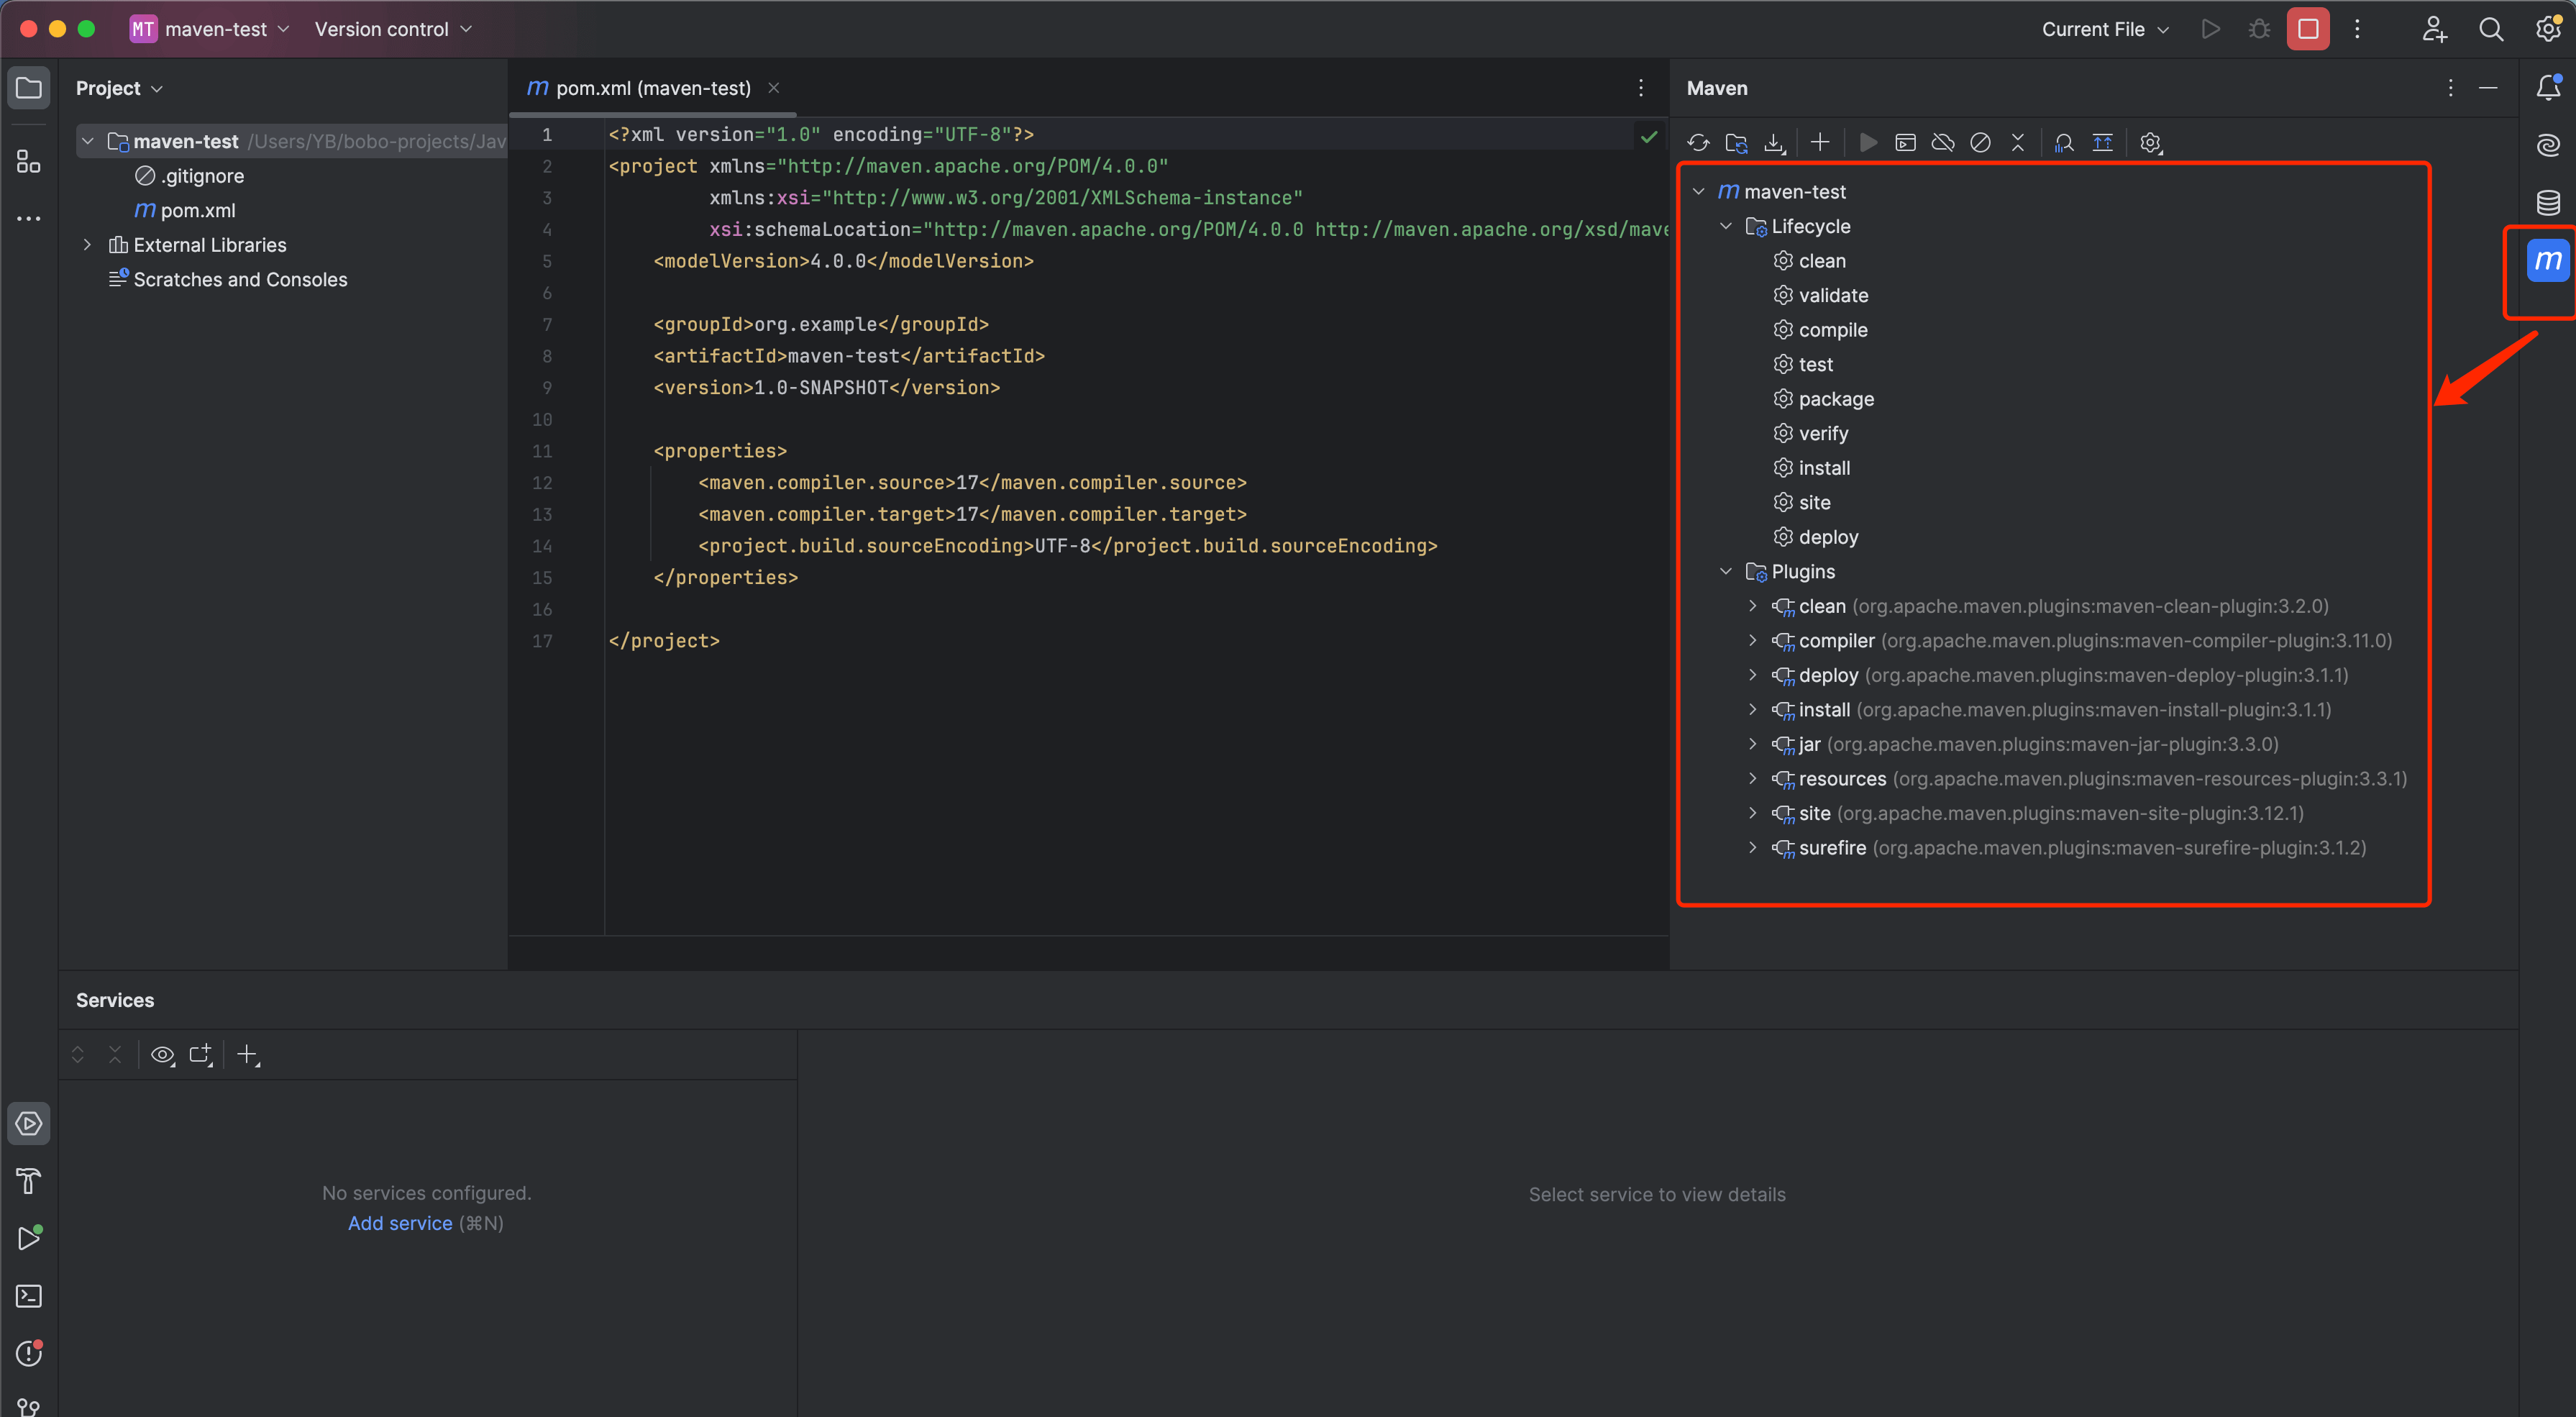 MT maven-test Version control
Current File
Project
maven-test /Users/YB/bobo-projects/Jav
.gitignore
m pom.xml
External Libraries
Scratches and Consoles
m pom.xml (maven-test)
1 <?xml version="1.0" encoding="UTF-8"?>
2 <project xmlns="http://maven.apache.org/POM/4.0.0"
3 xmlns:xsi="http://www.w3.org/2001/XMLSchema-instance"
4 xsi:schemaLocation="http://maven.apache.org/POM/4.0.0 http://maven.apache.org/xsd/mave
5 <modelVersion>4.0.0</modelVersion>
6
7 <groupId>org.example</groupId>
8 <artifactId>maven-test</artifactId>
9 <version>1.0-SNAPSHOT</version>
10
11 <properties>
12 <maven.compiler.source>17</maven.compiler.source>
13 <maven.compiler.target>17</maven.compiler.target>
14 <project.build.sourceEncoding>UTF-8</project.build.sourceEncoding>
15 </properties>
16
17 </project>
Maven
m maven-test
Lifecycle
clean
validate
compile
test
package
verify
install
site
deploy
Plugins
clean (org.apache.maven.plugins:maven-clean-plugin:3.2.0)
compiler (org.apache.maven.plugins:maven-compiler-plugin:3.11.0)
deploy (org.apache.maven.plugins:maven-deploy-plugin:3.1.1)
install (org.apache.maven.plugins:maven-install-plugin:3.1.1)
jar (org.apache.maven.plugins:maven-jar-plugin:3.3.0)
resources (org.apache.maven.plugins:maven-resources-plugin:3.3.1)
site (org.apache.maven.plugins:maven-site-plugin:3.12.1)
surefire (org.apache.maven.plugins:maven-surefire-plugin:3.1.2)
m
Services
No services configured.
Add service (⌘N)
Select service to view details